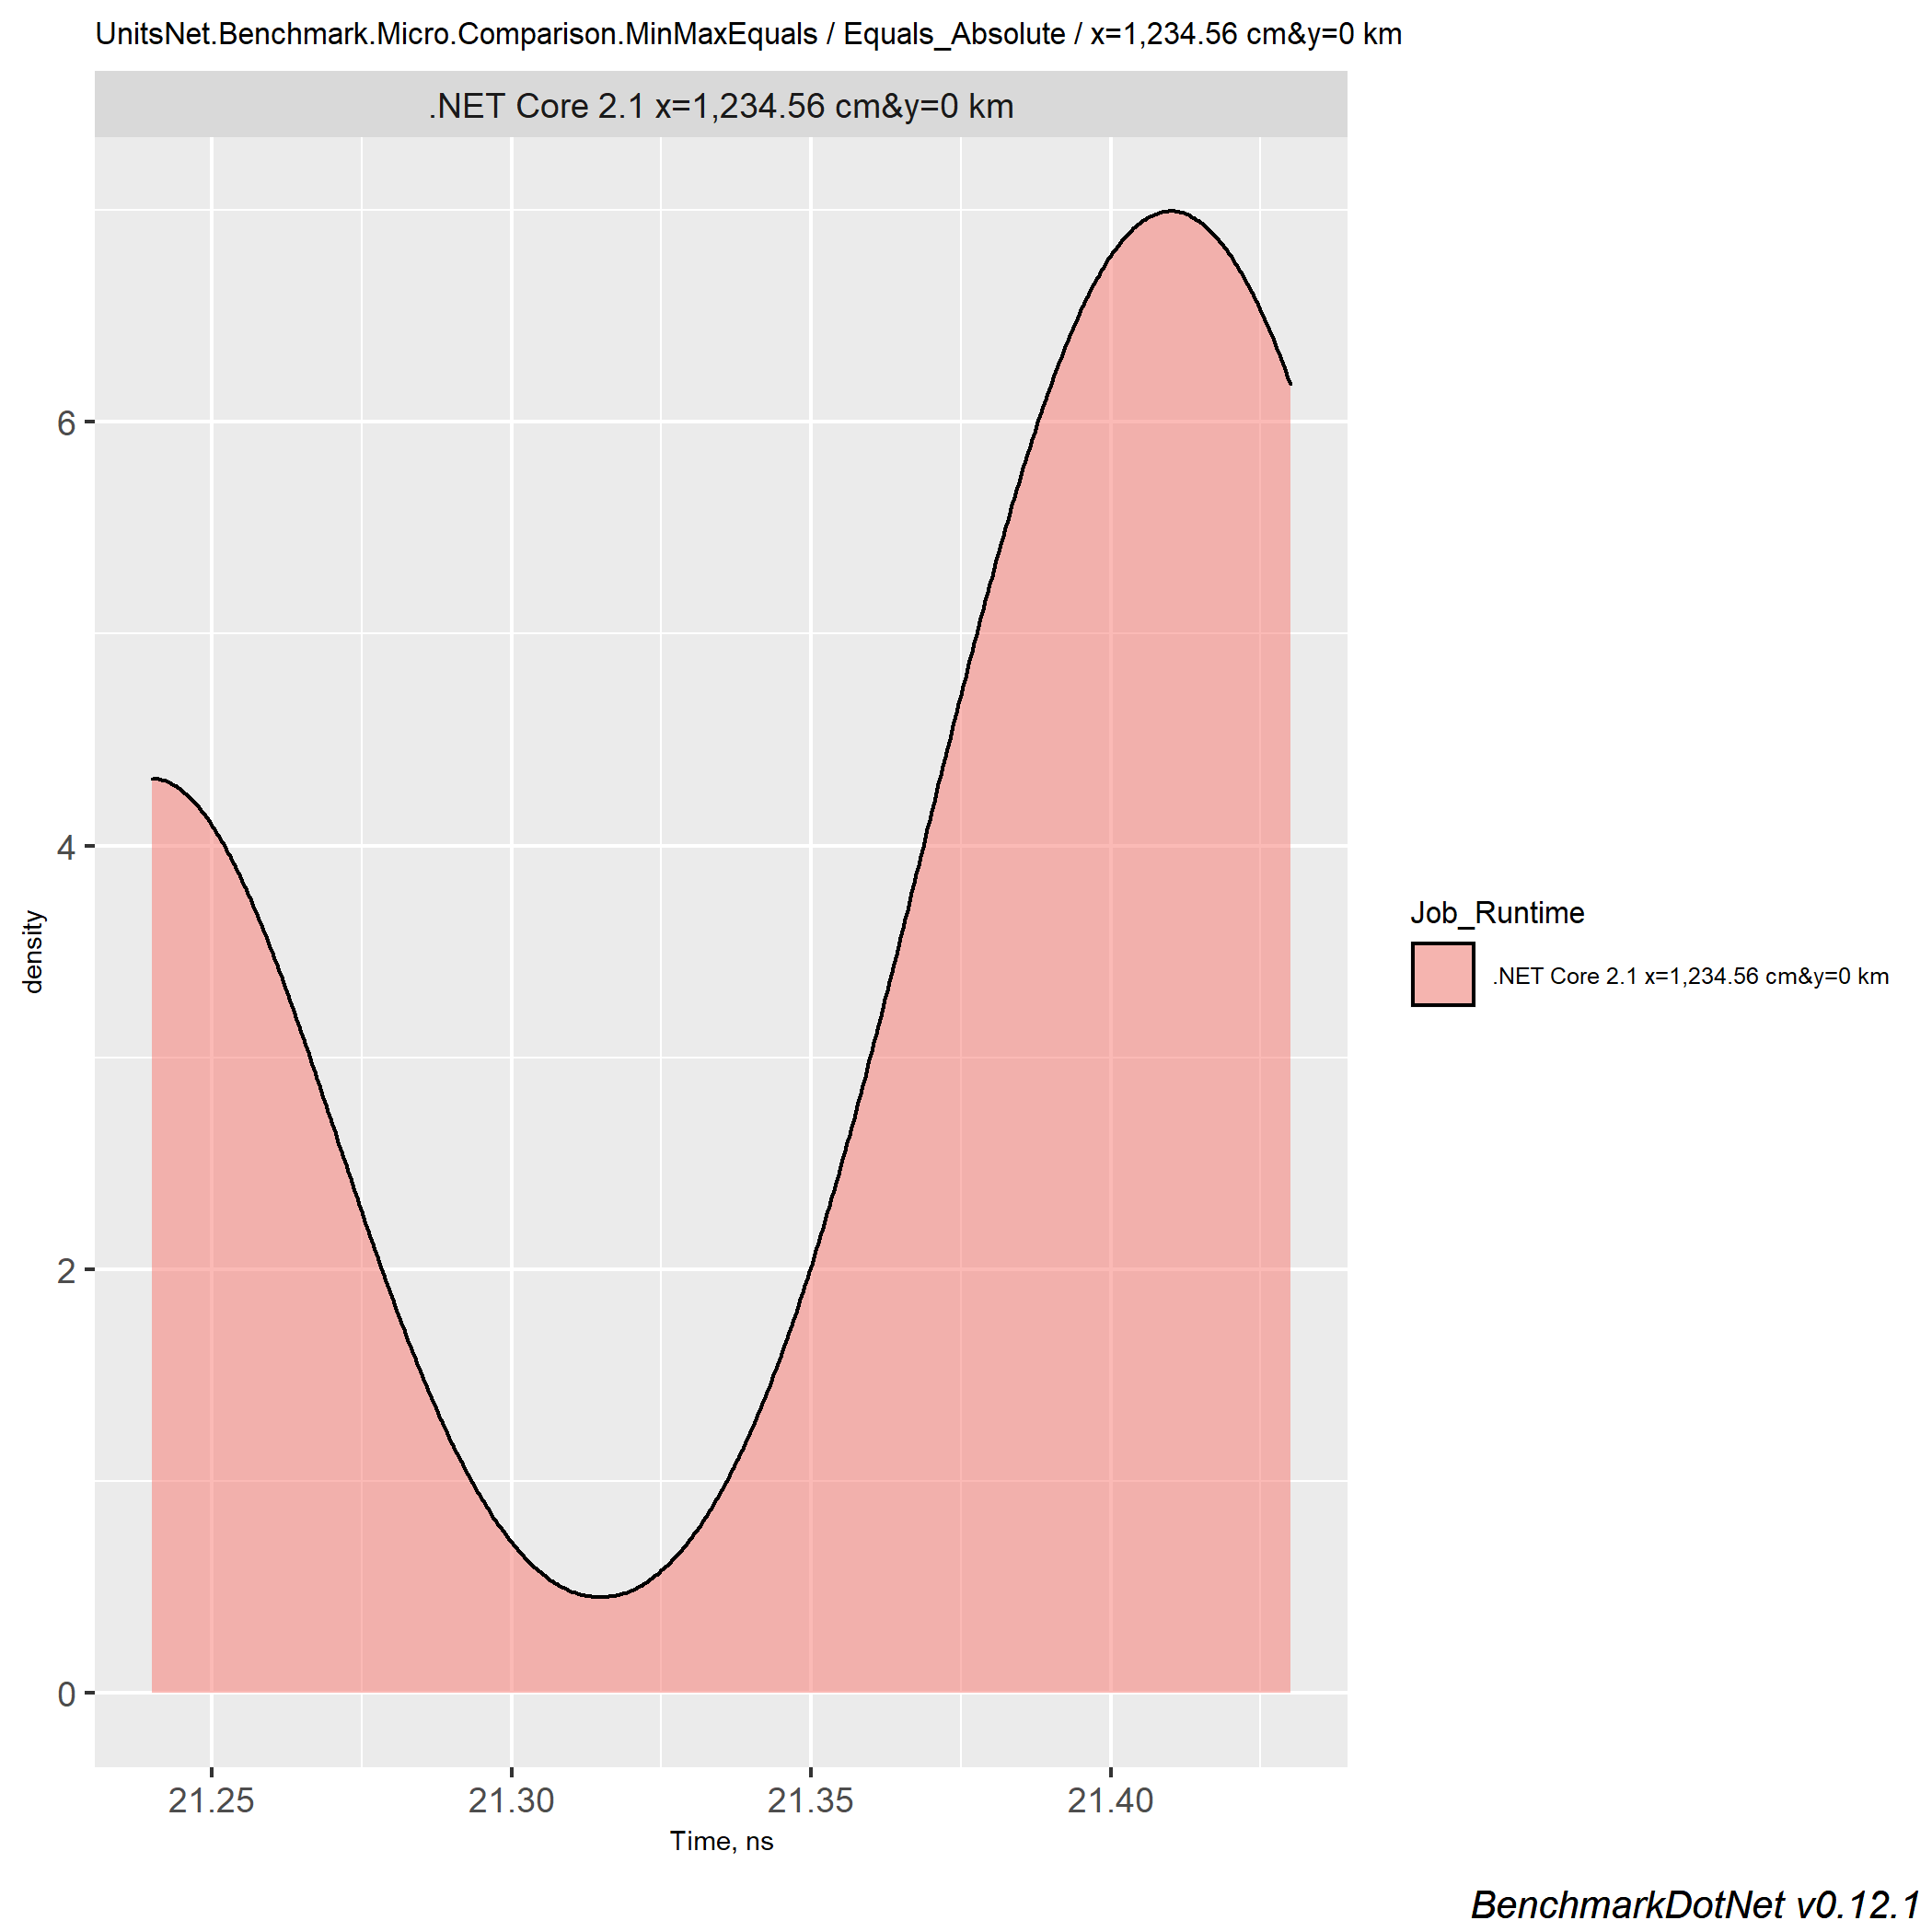 UnitsNet.Benchmark.Micro.Comparison.MinMaxEquals / Equals_Absolute / x=1,234.56 cm&y=0 km
.NET Core 2.1 x=1,234.56 cm&y=0 km
6
4
2
0
density
21.25 21.30 21.35 21.40
Time, ns
Job_Runtime
.NET Core 2.1 x=1,234.56 cm&y=0 km
BenchmarkDotNet v0.12.1